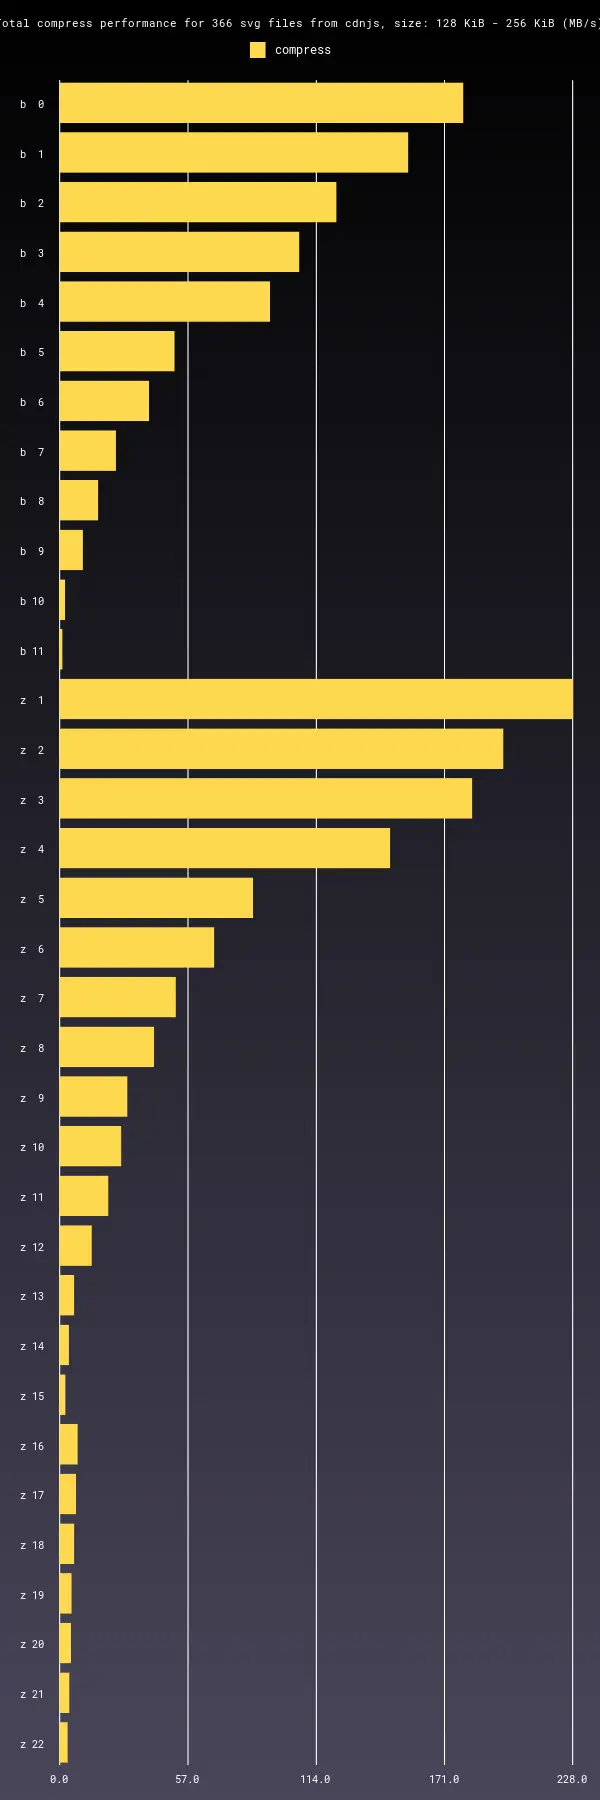 otal compress performance for 366 svg files from cdnjs, size: 128 KiB - 256 KiB (MB/s)
compress
b 0
b 1
b 2
b 3
b 4
b 5
b 6
b 7
b 8
b 9
b 10
b 11
z 1
z 2
z 3
z 4
z 5
z 6
z 7
z 8
z 9
z 10
z 11
z 12
z 13
z 14
z 15
z 16
z 17
z 18
z 19
z 20
z 21
z 22
0.0 57.0 114.0 171.0 228.0